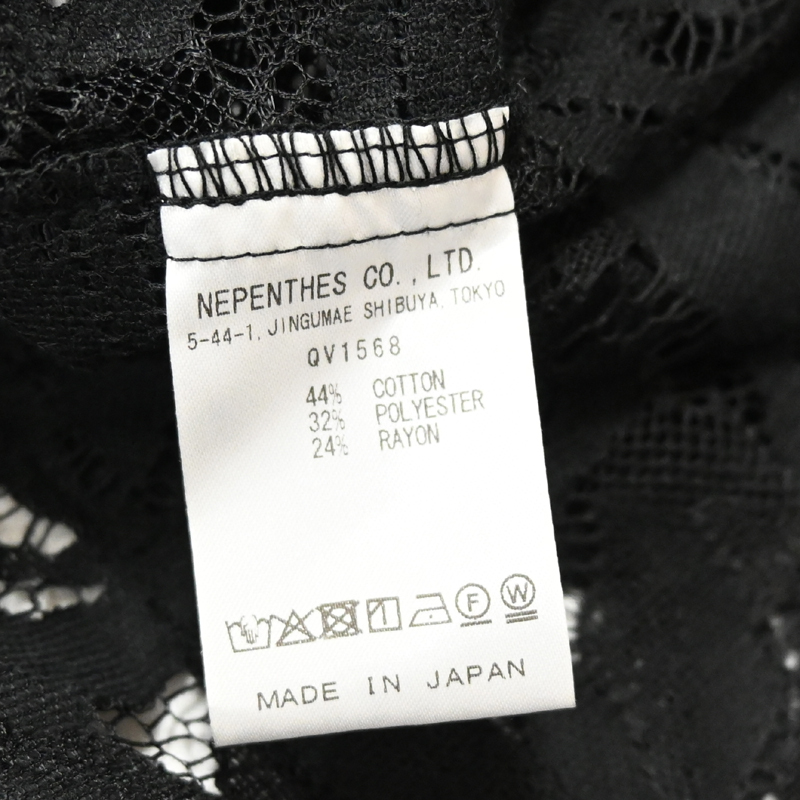 NEPENTHES CO.,LTD.
5-44-1, JINGUMAE SHIBUYA, TOKYO
QV1568
44% COTTON
32% POLYESTER
24% RAYON
F W
MADE IN JAPAN